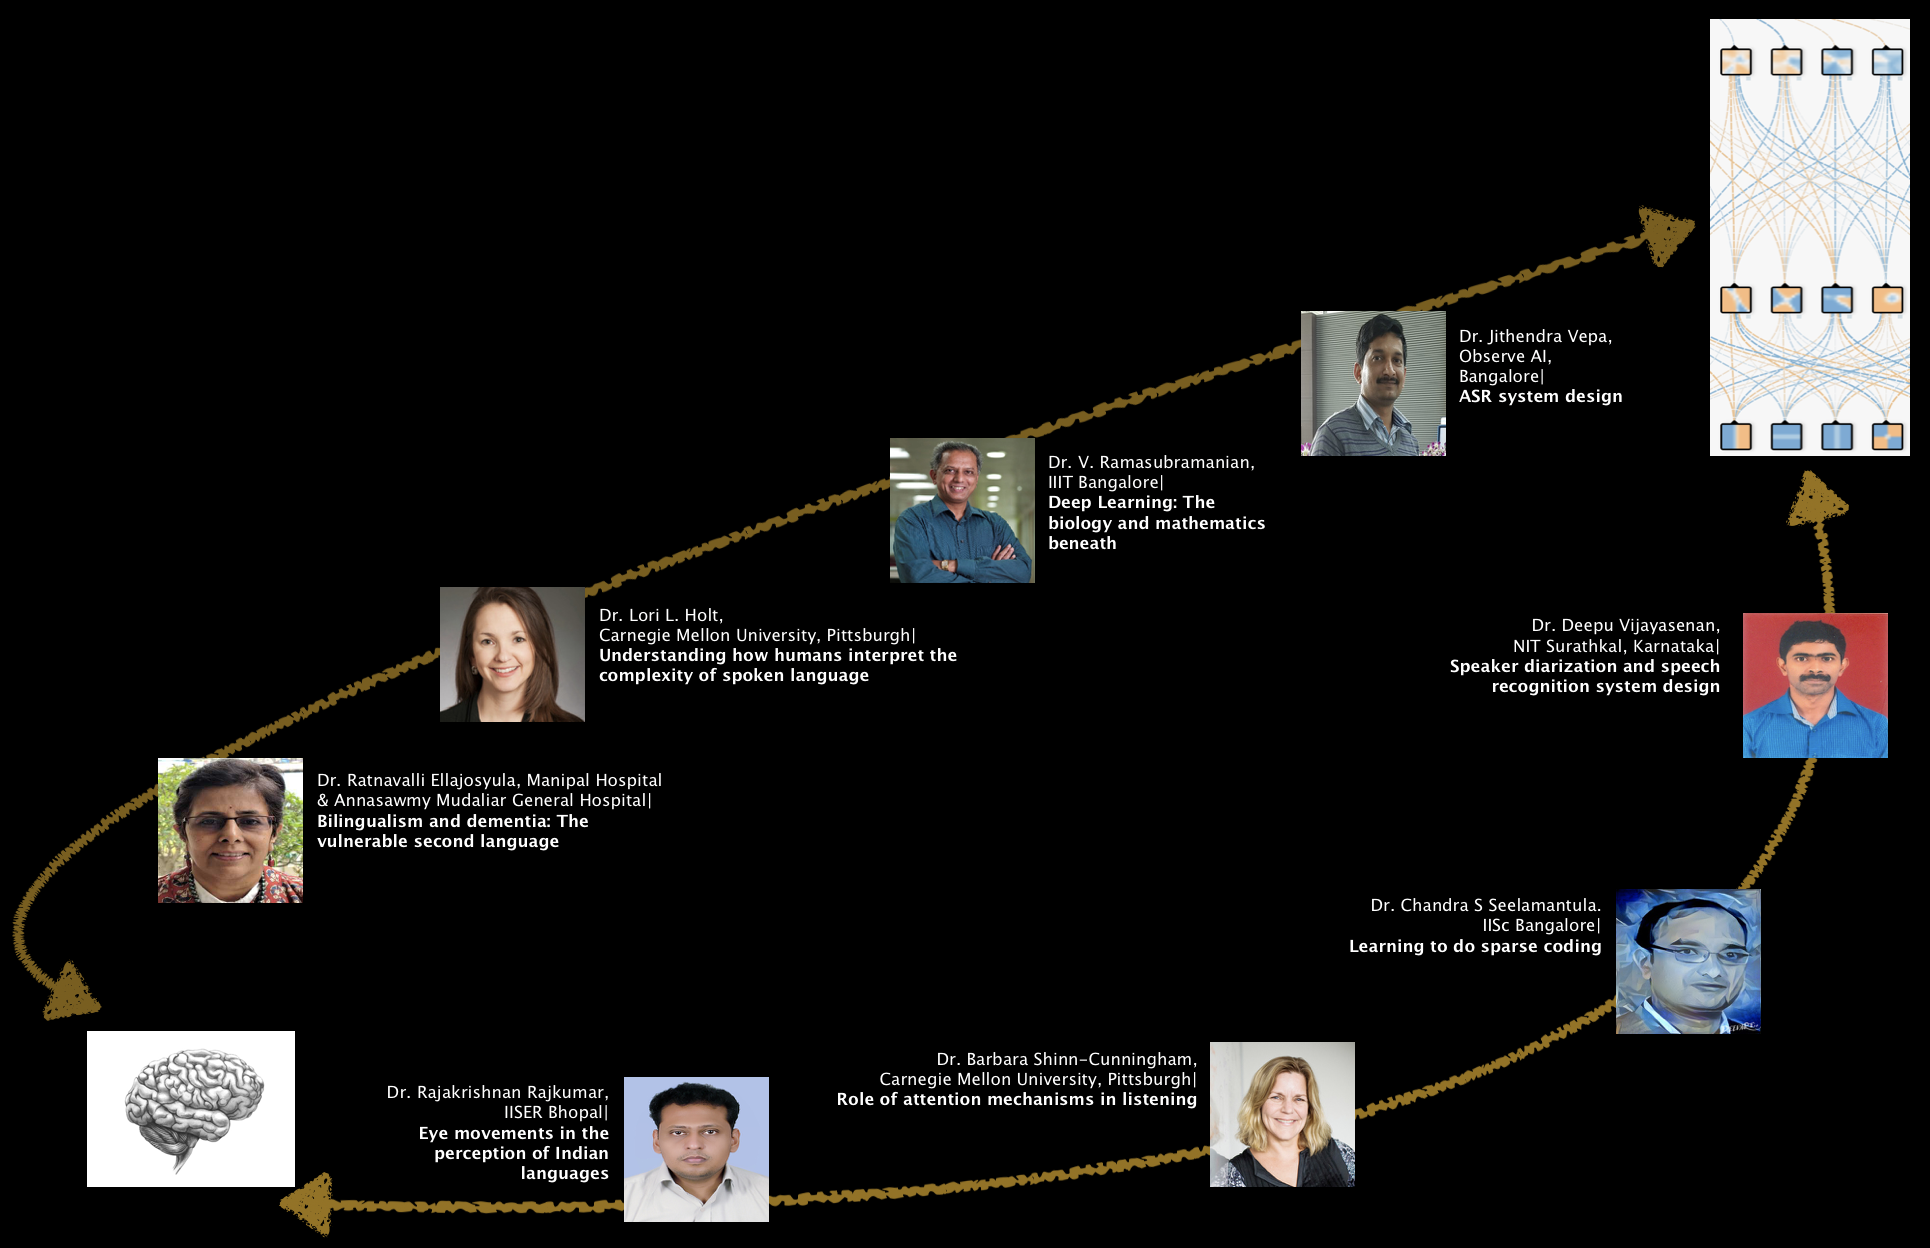 Dr. Jithendra Vepa,
Observe AI,
Bangalore|
ASR system design
Dr. V. Ramasubramanian,
IIIT Bangalore|
Deep Learning: The
biology and mathematics
beneath
Dr. Lori L. Holt,
Carnegie Mellon University, Pittsburgh|
Understanding how humans interpret the
complexity of spoken language
Dr. Deepu Vijayasenan,
NIT Surathkal, Karnataka|
Speaker diarization and speech
recognition system design
Dr. Ratnavalli Ellajosyula, Manipal Hospital
& Annasawmy Mudaliar General Hospital|
Bilingualism and dementia: The
vulnerable second language
Dr. Chandra S Seelamantula.
IISc Bangalore|
Learning to do sparse coding
Dr. Barbara Shinn-Cunningham,
Carnegie Mellon University, Pittsburgh|
Role of attention mechanisms in listening
Dr. Rajakrishnan Rajkumar,
IISER Bhopal|
Eye movements in the
perception of Indian
languages